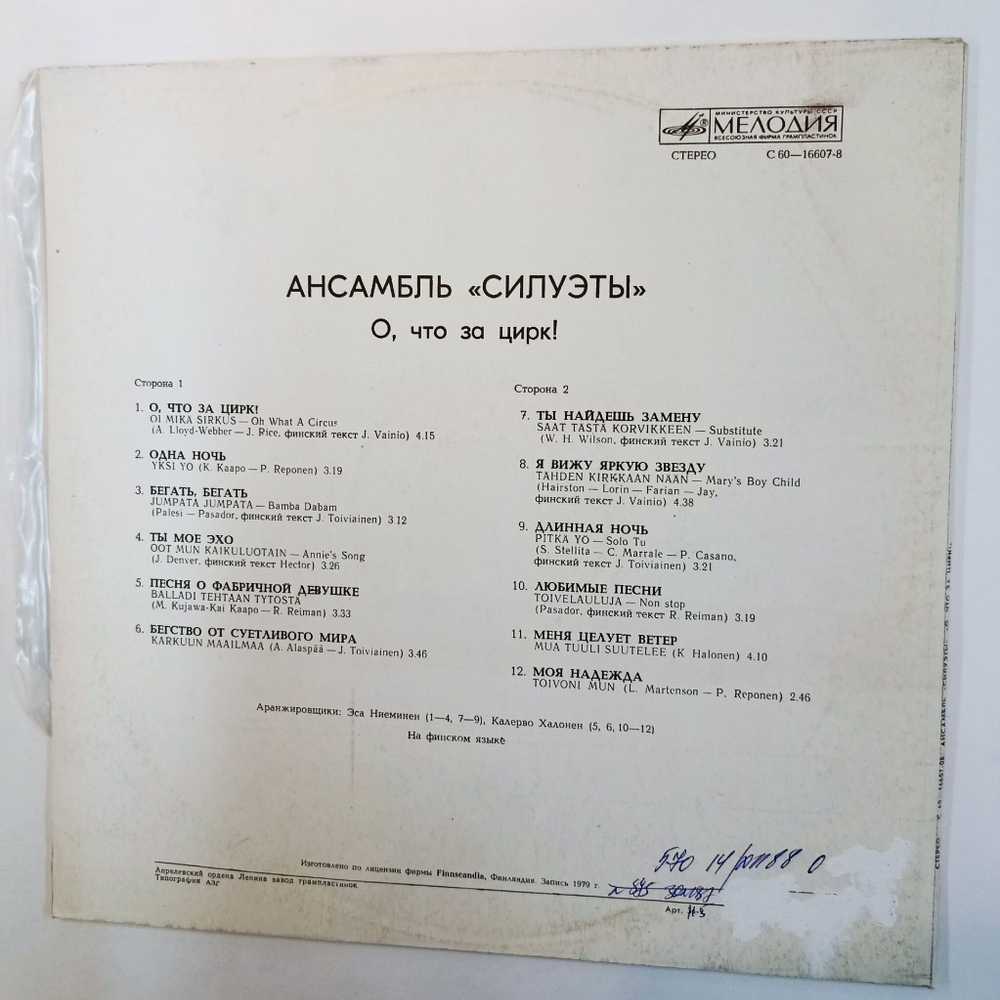 МИНИСТЕРСТВО КУЛЬТУРЫ СССР
МЕЛОДИЯ
ВСЕСОЮЗНАЯ ФИРМА ГРАМПЛАСТИНОК
СТЕРЕО С 60—16607-8
АНСАМБЛЬ «СИЛУЭТЫ»
О, что за цирк!
Сторона 1
1. О, ЧТО ЗА ЦИРК!
OI MIKA SIRKUS — Oh What A Circus
(A. Lloyd-Webber — J. Rice, финский текст J. Vainio) 4.15
2. ОДНА НОЧЬ
YKSI YO (K. Kaapo — P. Reponen) 3.19
3. БЕГАТЬ, БЕГАТЬ
JUMPATA JUMPATA — Bamba Dabam
(Palesi — Pasador, финский текст J. Toiviainen) 3.12
4. ТЫ МОЕ ЭХО
OOT MUN KAIKULUOTAIN — Annie's Song
(J. Denver, финский текст Hector) 3.26
5. ПЕСНЯ О ФАБРИЧНОЙ ДЕВУШКЕ
BALLADI TEHTAAN TYTOSTA
(M. Kujawa-Kai Kaapo — R. Reiman) 3.33
6. БЕГСТВО ОТ СУЕТЛИВОГО МИРА
KARKUUN MAAILMAA (A. Alaspää — J. Toiviainen) 3.46
Сторона 2
7. ТЫ НАЙДЕШЬ ЗАМЕНУ
SAAT TASTA KORVIKKEEN — Substitute
(W. H. Wilson, финский текст J. Vainio) 3.21
8. Я ВИЖУ ЯРКУЮ ЗВЕЗДУ
TAHDEN KIRKKAAN NAAN — Mary's Boy Child
(Hairston — Lorin — Farian — Jay,
финский текст J. Vainio) 4.38
9. ДЛИННАЯ НОЧЬ
PITKA YO — Solo Tu
(S. Stellita — C. Marrale — P. Casano,
финский текст J. Toiviainen) 3.21
10. ЛЮБИМЫЕ ПЕСНИ
TOIVELAULUJA — Non stop
(Pasador, финский текст R. Reiman) 3.19
11. МЕНЯ ЦЕЛУЕТ ВЕТЕР
MUA TUULI SUUTELEE (K Halonen) 4.10
12. МОЯ НАДЕЖДА
TOIVONI MUN (L. Martenson — P. Reponen) 2.46
Аранжировщики: Эса Ниеминен (1—4, 7—9), Калерво Халонен (5, 6, 10—12)
На финском языке
Изготовлено по лицензии фирмы Finnscandia, Финляндия. Запись 1979 г.
Апрелевский ордена Ленина завод грампластинок
Типография АЗГ
570 14
Арт.
СТЕРЕО С 60 16607-08 АНСАМБЛЬ «СИЛУЭТЫ». «О, ЧТО ЗА ЦИРК!»